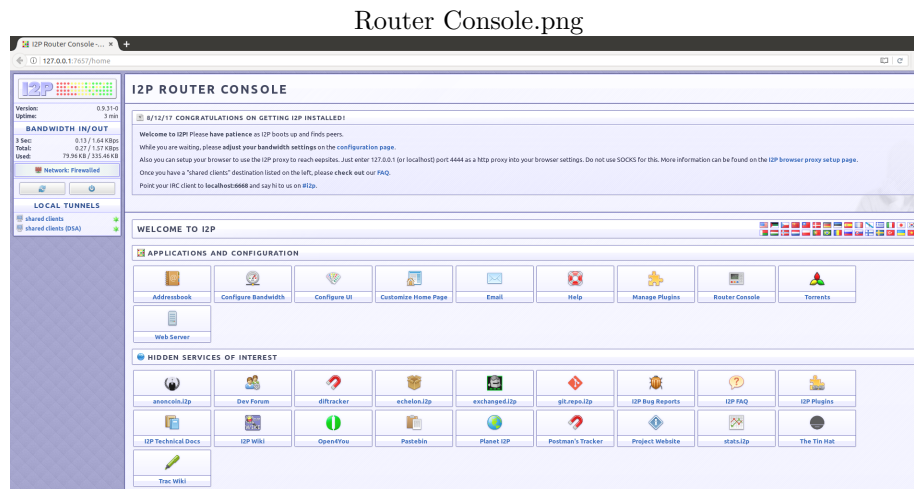 Router Console.png
I2P Router Console -... ×
+
127.0.0.1:7657/home
I2P
Version: 0.9.31-0
Uptime: 3 min
BANDWIDTH IN/OUT
3 Sec: 0.13 / 1.64 KBps
Total: 0.27 / 1.57 KBps
Used: 79.96 KB / 335.46 KB
Network: Firewalled
LOCAL TUNNELS
shared clients
shared clients (DSA)
I2P ROUTER CONSOLE
8/12/17 CONGRATULATIONS ON GETTING I2P INSTALLED!
Welcome to I2P! Please have patience as I2P boots up and finds peers.
While you are waiting, please adjust your bandwidth settings on the configuration page.
Also you can setup your browser to use the I2P proxy to reach eepsites. Just enter 127.0.0.1 (or localhost) port 4444 as a http proxy into your browser settings. Do not use SOCKS for this. More information can be found on the I2P browser proxy setup page.
Once you have a "shared clients" destination listed on the left, please check out our FAQ.
Point your IRC client to localhost:6668 and say hi to us on #i2p.
WELCOME TO I2P
APPLICATIONS AND CONFIGURATION
Addressbook Configure Bandwidth Configure UI Customize Home Page Email Help Manage Plugins Router Console Torrents
Web Server
HIDDEN SERVICES OF INTEREST
anoncoin.i2p Dev Forum diftracker echelon.i2p exchanged.i2p git.repo.i2p I2P Bug Reports I2P FAQ I2P Plugins
I2P Technical Docs I2P Wiki Open4You Pastebin Planet I2P Postman's Tracker Project Website stats.i2p The Tin Hat
Trac Wiki